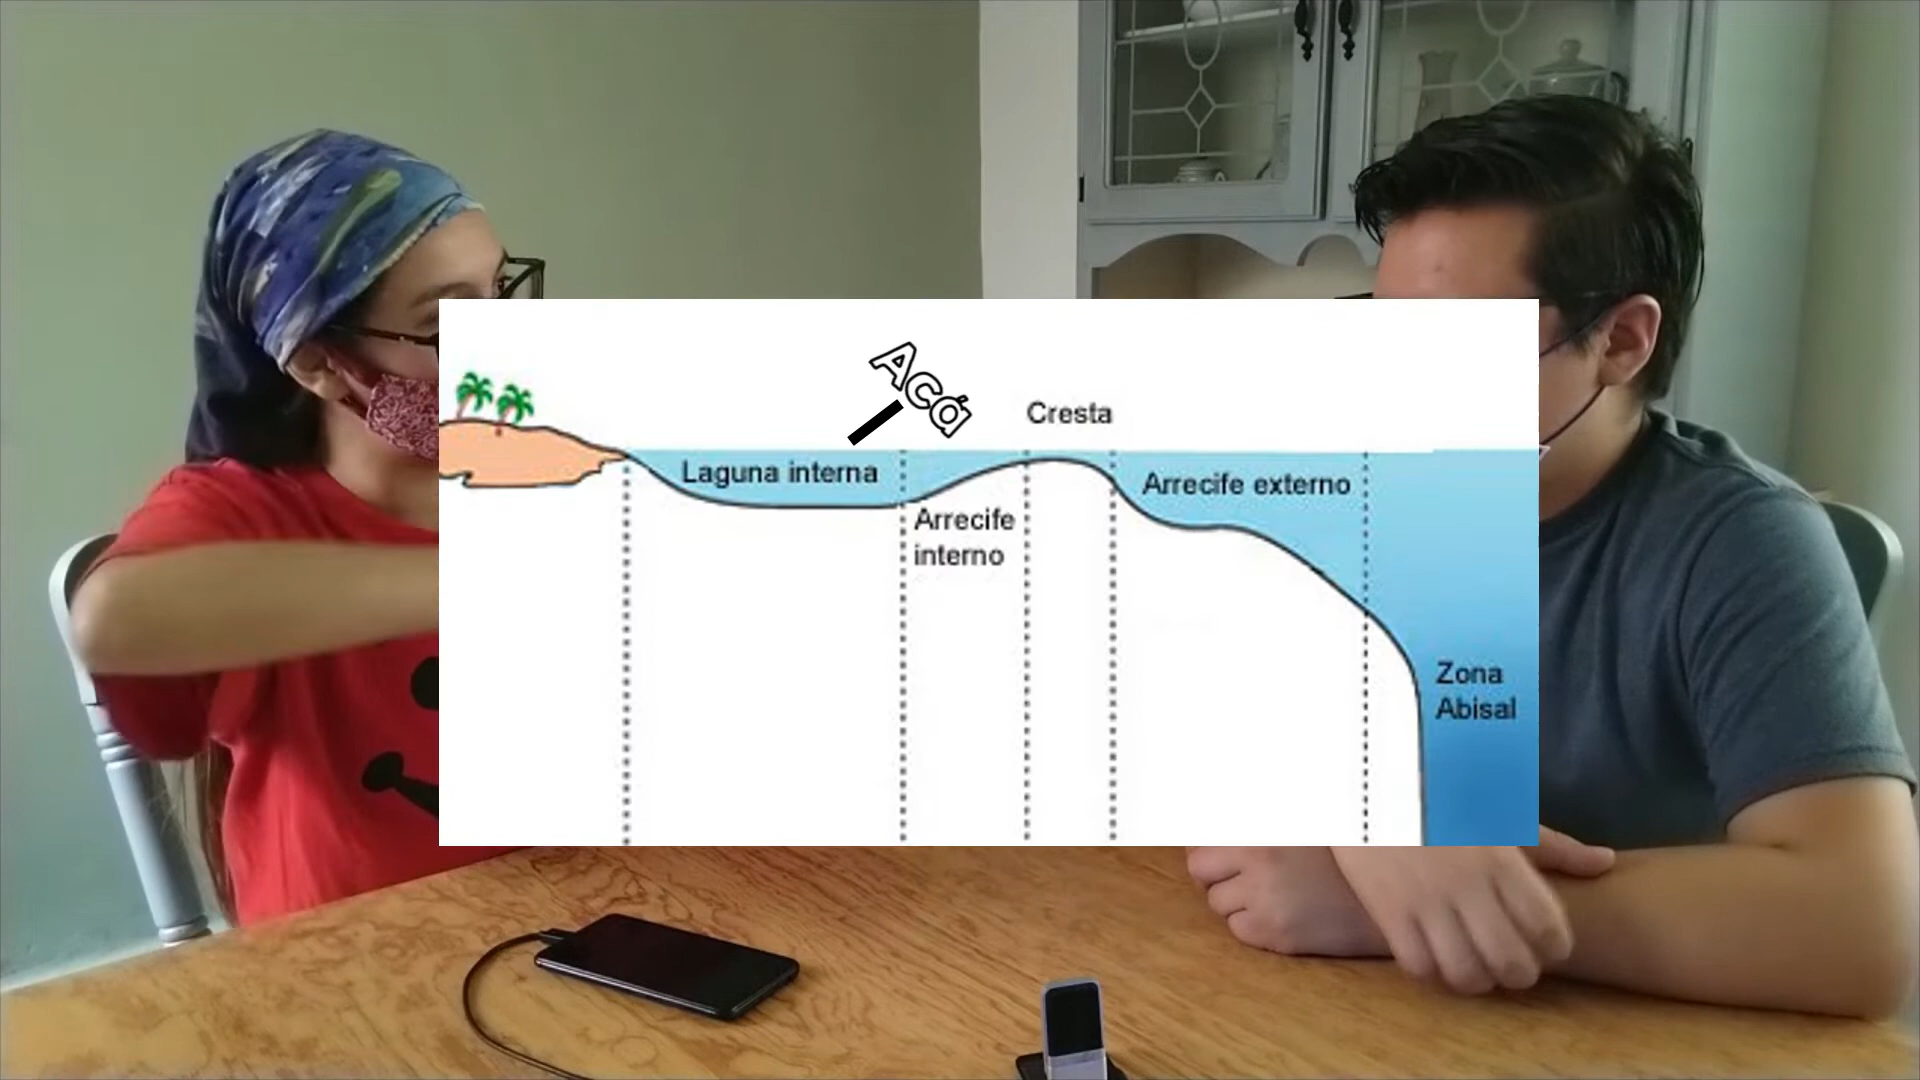 Acá
Cresta
Laguna interna
Arrecife externo
Arrecife
interno
Zona
Abisal